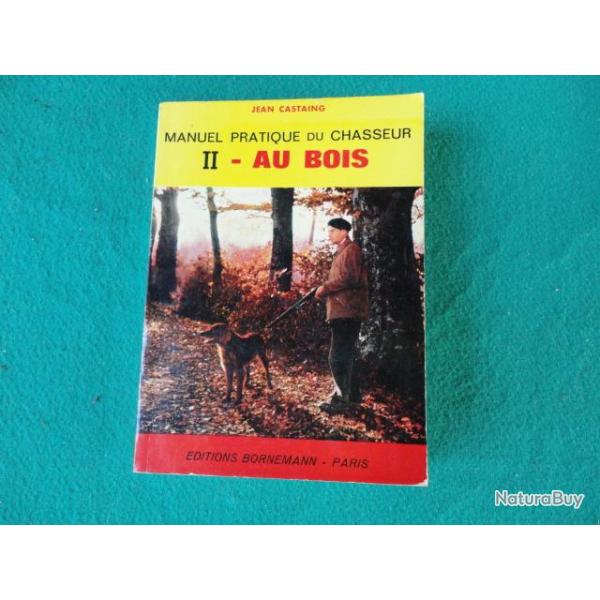 JEAN CASTAING
MANUEL PRATIQUE DU CHASSEUR
II - AU BOIS
EDITIONS BORNEMANN - PARIS
NaturaBuy